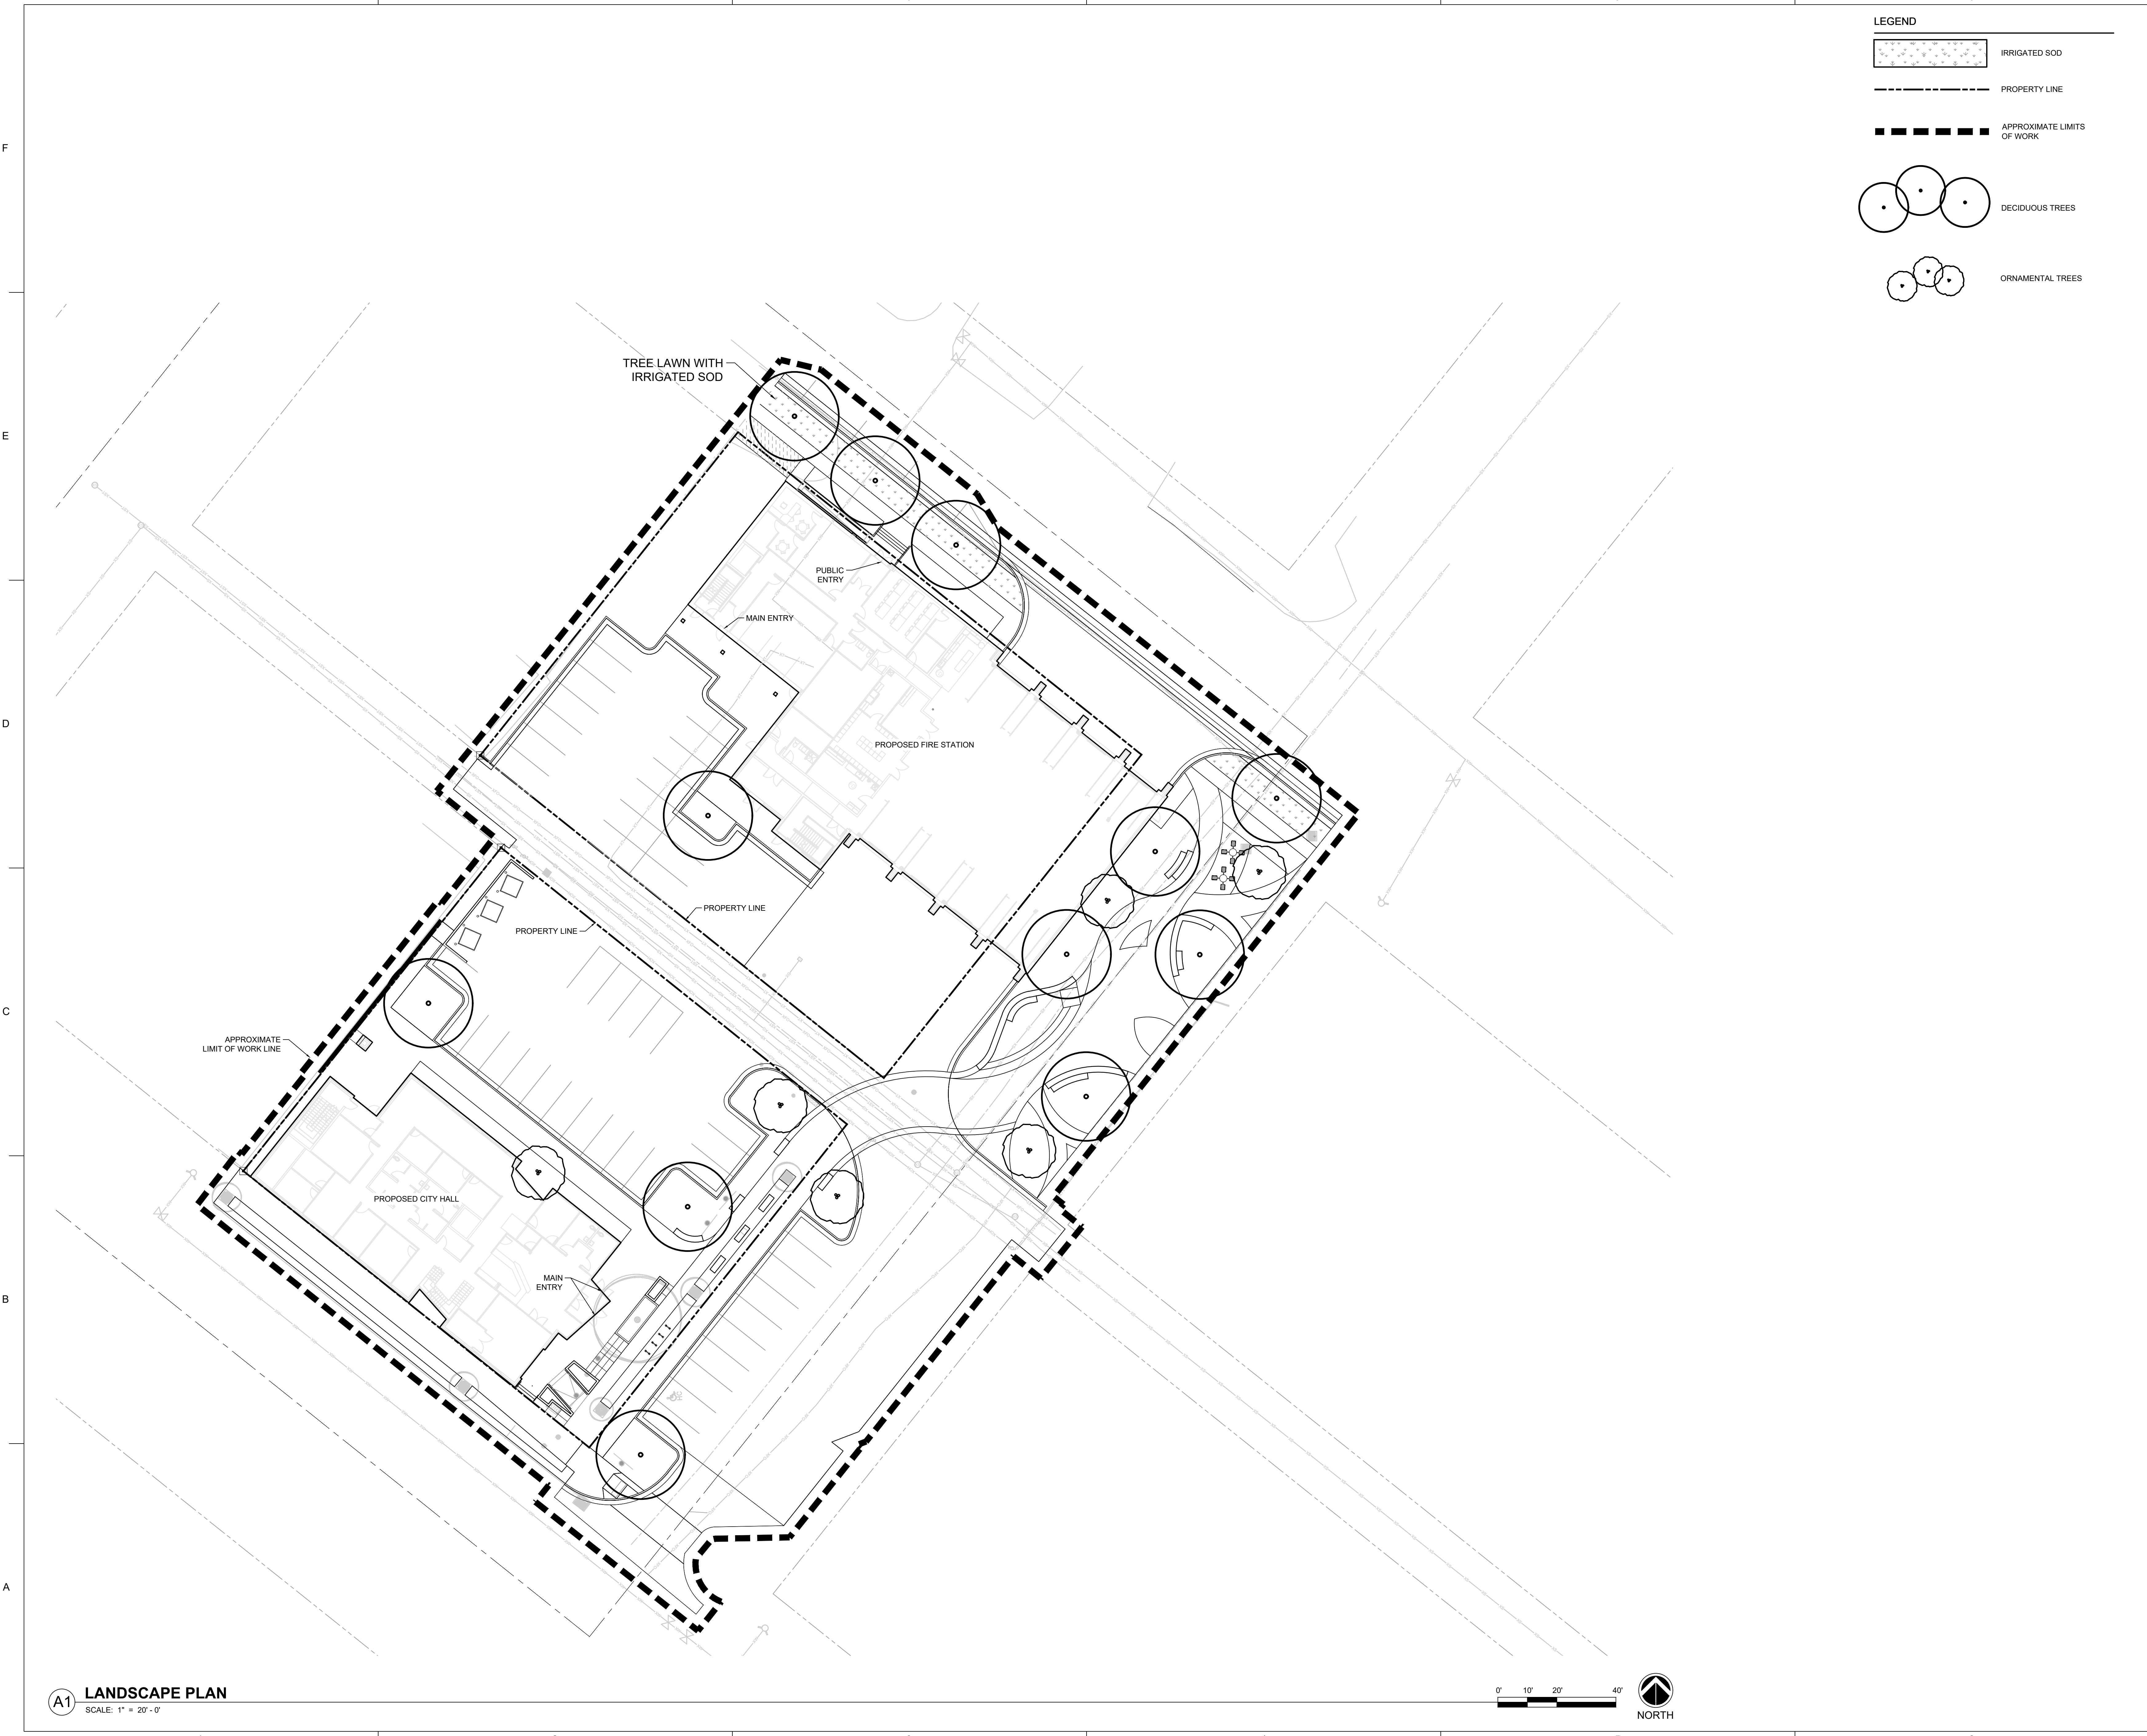 LEGEND
IRRIGATED SOD
PROPERTY LINE
APPROXIMATE LIMITS
OF WORK
DECIDUOUS TREES
ORNAMENTAL TREES
F
E
D
C
B
A
TREE LAWN WITH
IRRIGATED SOD
PUBLIC
ENTRY
MAIN ENTRY
PROPOSED FIRE STATION
PROPERTY LINE
PROPERTY LINE
APPROXIMATE
LIMIT OF WORK LINE
PROPOSED CITY HALL
MAIN
ENTRY
A1
LANDSCAPE PLAN
SCALE: 1" = 20' - 0'
0' 10' 20' 40'
NORTH